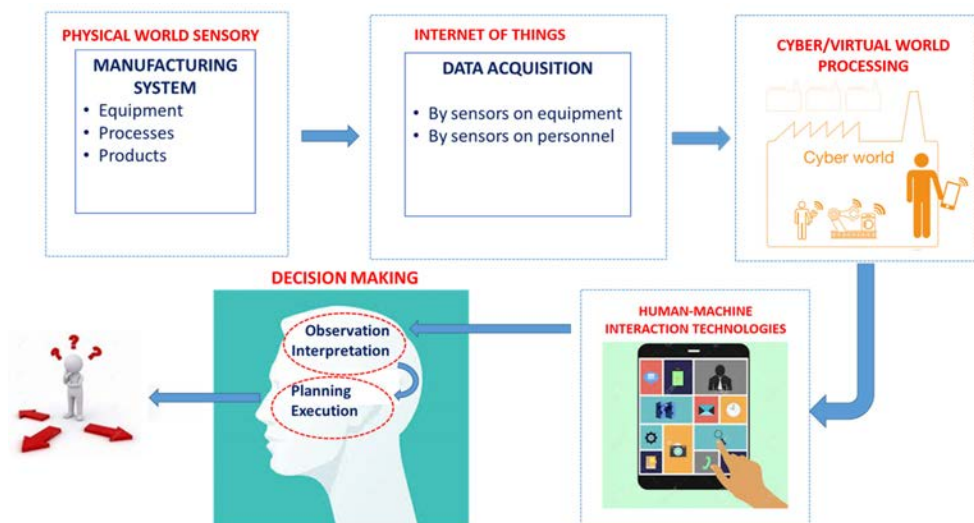 PHYSICAL WORLD SENSORY
MANUFACTURING
SYSTEM
• Equipment
• Processes
• Products
INTERNET OF THINGS
DATA ACQUISITION
• By sensors on equipment
• By sensors on personnel
CYBER/VIRTUAL WORLD
PROCESSING
Cyber world
DECISION MAKING
Observation
Interpretation
Planning
Execution
HUMAN-MACHINE
INTERACTION TECHNOLOGIES
? ? ?